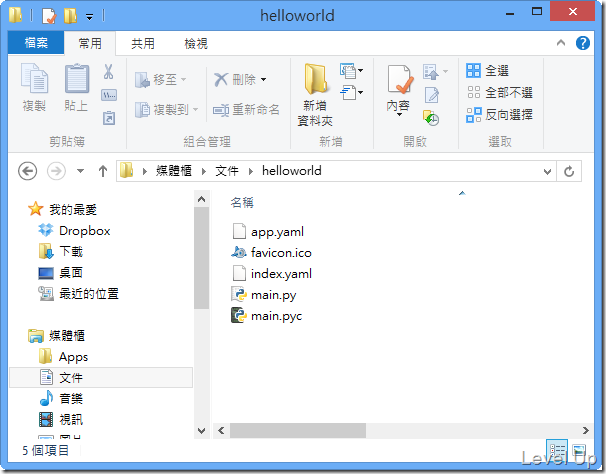 helloworld
檔案 常用 共用 檢視
複製 貼上 移至 刪除 新增資料夾 內容 全選
複製到 重新命名 全部不選
反向選擇
剪貼簿 組合管理 新增 開啟 選取
媒體櫃 文件 helloworld
名稱
我的最愛
Dropbox
下載
桌面
最近的位置
媒體櫃
Apps
文件
音樂
視訊
圖片
app.yaml
favicon.ico
index.yaml
main.py
main.pyc
5 個項目
Level Up